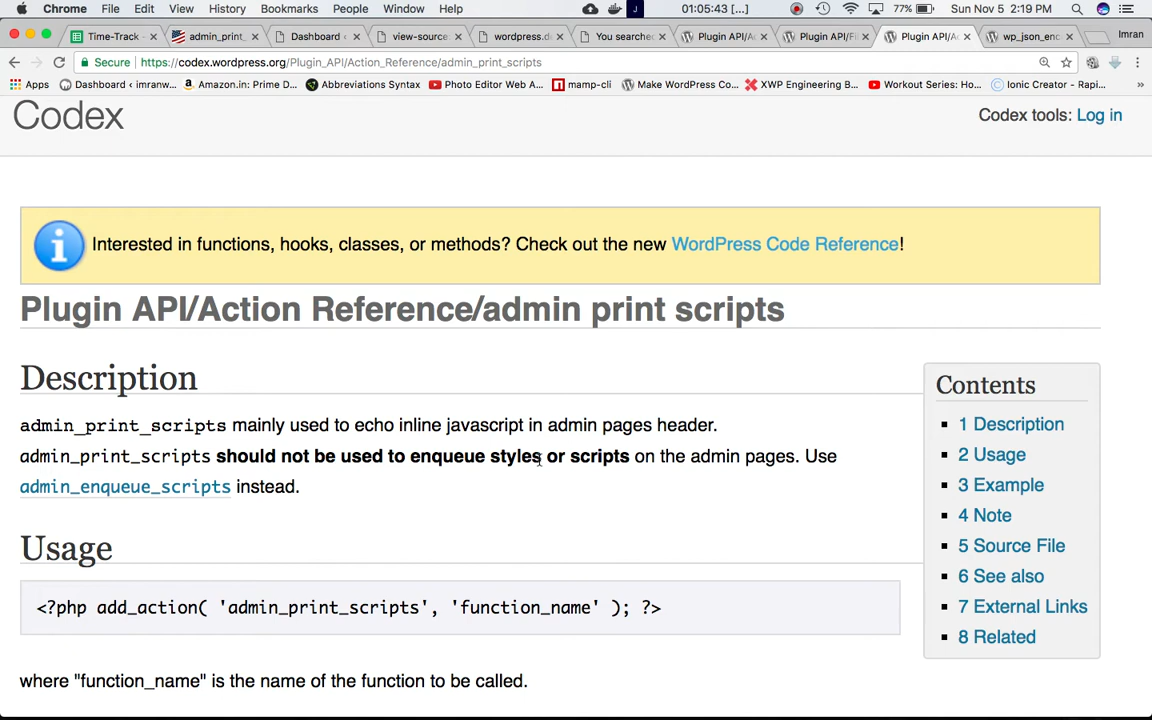 Chrome File Edit View History Bookmarks People Window Help 01:05:43 [...] 77% Sun Nov 5 2:19 PM
Time-Track - admin_print_ Dashboard ‹ view-source: wordpress.d You searched Plugin API/Ac Plugin API/Fil Plugin API/Ac wp_json_enc Imran
Secure https://codex.wordpress.org/Plugin_API/Action_Reference/admin_print_scripts
Apps Dashboard ‹ imranw... Amazon.in: Prime D... Abbreviations Syntax Photo Editor Web A... mamp-cli Make WordPress Co... XWP Engineering B... Workout Series: Ho... Ionic Creator - Rapi... »
Codex
Codex tools: Log in
Interested in functions, hooks, classes, or methods? Check out the new WordPress Code Reference!
Plugin API/Action Reference/admin print scripts
Description
admin_print_scripts mainly used to echo inline javascript in admin pages header.
admin_print_scripts should not be used to enqueue styles or scripts on the admin pages. Use
admin_enqueue_scripts instead.
Usage
<?php add_action( 'admin_print_scripts', 'function_name' ); ?>
where "function_name" is the name of the function to be called.
Contents
1 Description
2 Usage
3 Example
4 Note
5 Source File
6 See also
7 External Links
8 Related